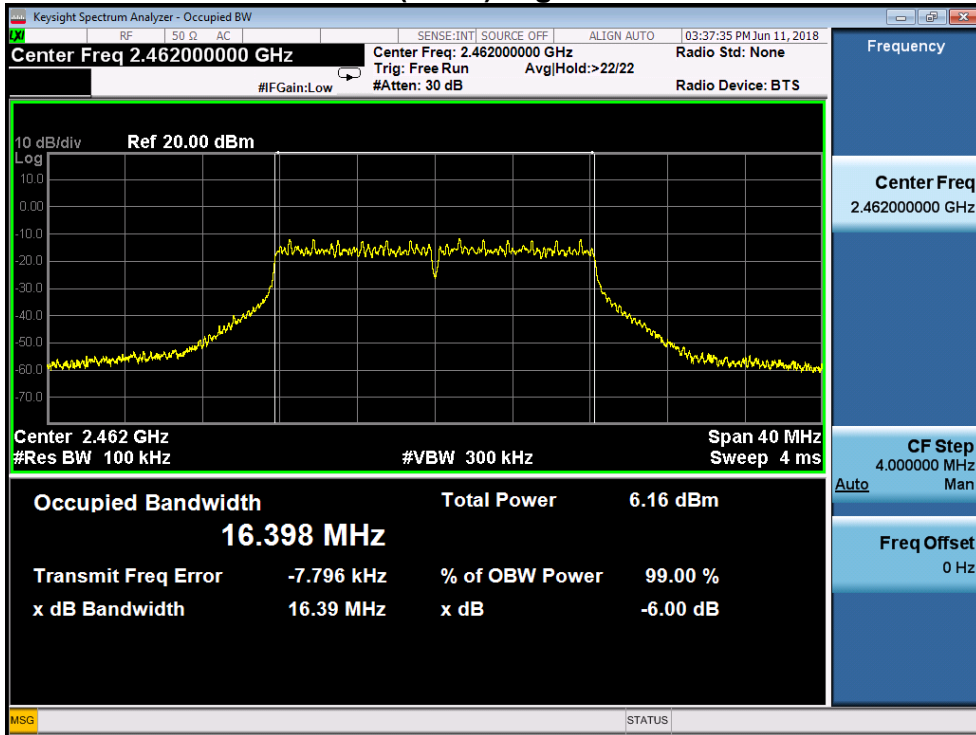 Keysight Spectrum Analyzer - Occupied BW
LXI RF 50 Ω AC SENSE:INT SOURCE OFF ALIGN AUTO 03:37:35 PM Jun 11, 2018
Center Freq 2.462000000 GHz
Center Freq: 2.462000000 GHz
Radio Std: None
Trig: Free Run Avg|Hold:>22/22
#IFGain:Low
#Atten: 30 dB
Radio Device: BTS
10 dB/div Ref 20.00 dBm
Log
10.0
0.00
-10.0
-20.0
-30.0
-40.0
-50.0
-60.0
-70.0
Center 2.462 GHz Span 40 MHz
#Res BW 100 kHz #VBW 300 kHz Sweep 4 ms
Occupied Bandwidth Total Power 6.16 dBm
16.398 MHz
Transmit Freq Error -7.796 kHz % of OBW Power 99.00 %
x dB Bandwidth 16.39 MHz x dB -6.00 dB
MSG STATUS
Frequency
Center Freq
2.462000000 GHz
CF Step
4.000000 MHz
Auto Man
Freq Offset
0 Hz